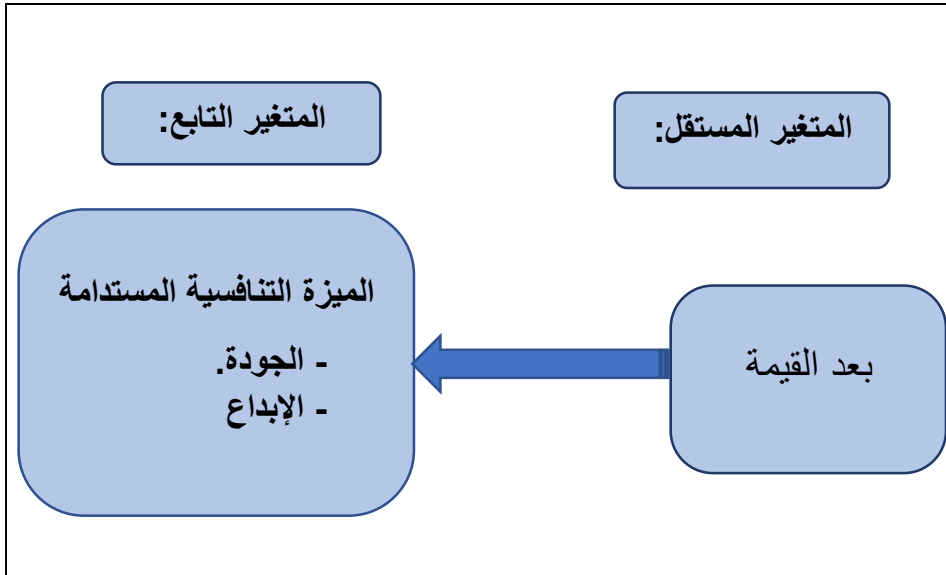 المتغير المستقل:
المتغير التابع:
بعد القيمة
الميزة التنافسية المستدامة
- الجودة.
- الإبداع